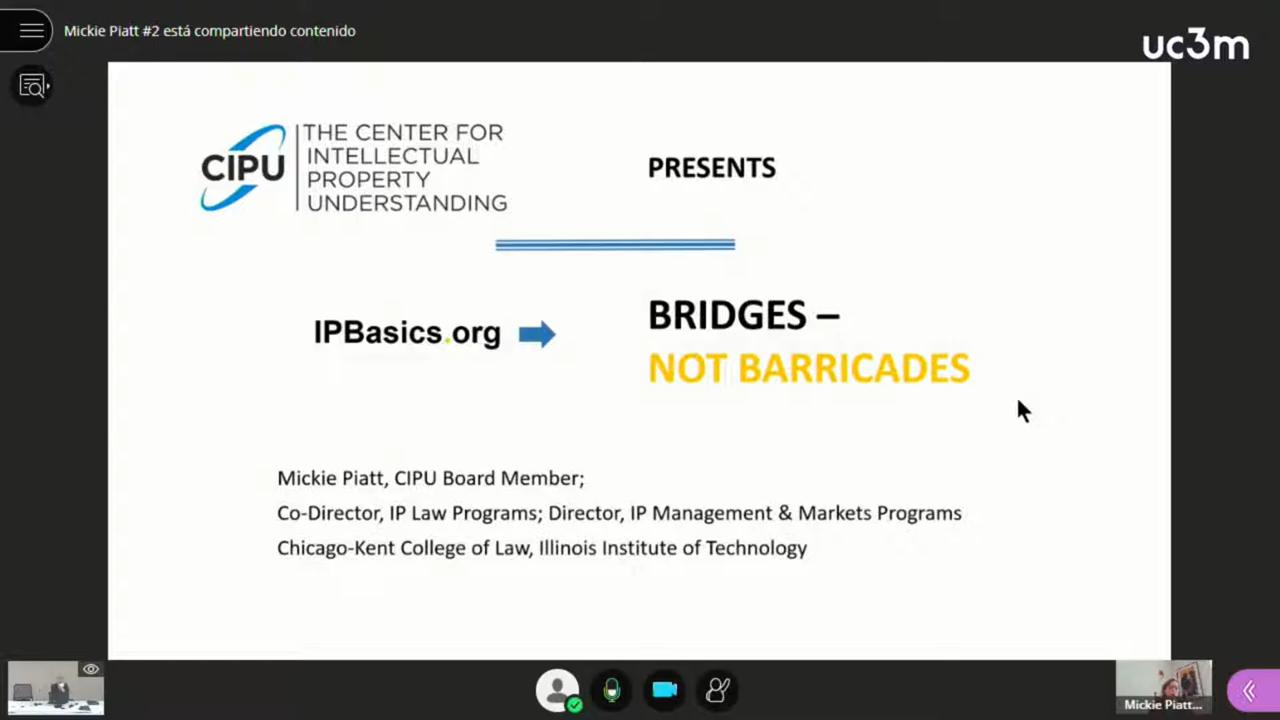 Mickie Piatt #2 está compartiendo contenido
uc3m
CIPU
THE CENTER FOR
INTELLECTUAL
PROPERTY
UNDERSTANDING
PRESENTS
IPBasics.org
BRIDGES –
NOT BARRICADES
Mickie Piatt, CIPU Board Member;
Co-Director, IP Law Programs; Director, IP Management & Markets Programs
Chicago-Kent College of Law, Illinois Institute of Technology
Mickie Piatt...